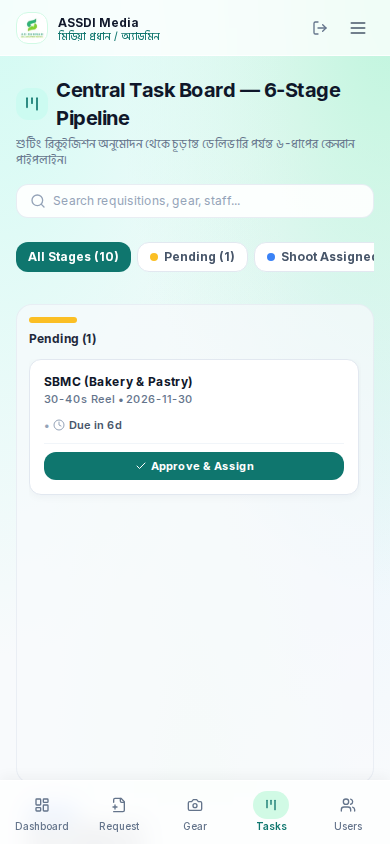 ASSDI Media
মিডিয়া প্রধান / অ্যাডমিন
Central Task Board — 6-Stage
Pipeline
শুটিং রিকুইজিশন অনুমোদন থেকে চূড়ান্ত ডেলিভারি পর্যন্ত ৬-ধাপের কেনবান
পাইপলাইন।
Search requisitions, gear, staff...
All Stages (10)
Pending (1)
Shoot Assigned
Pending (1)
SBMC (Bakery & Pastry)
30-40s Reel • 2026-11-30
• Due in 6d
Approve & Assign
Dashboard
Request
Gear
Tasks
Users